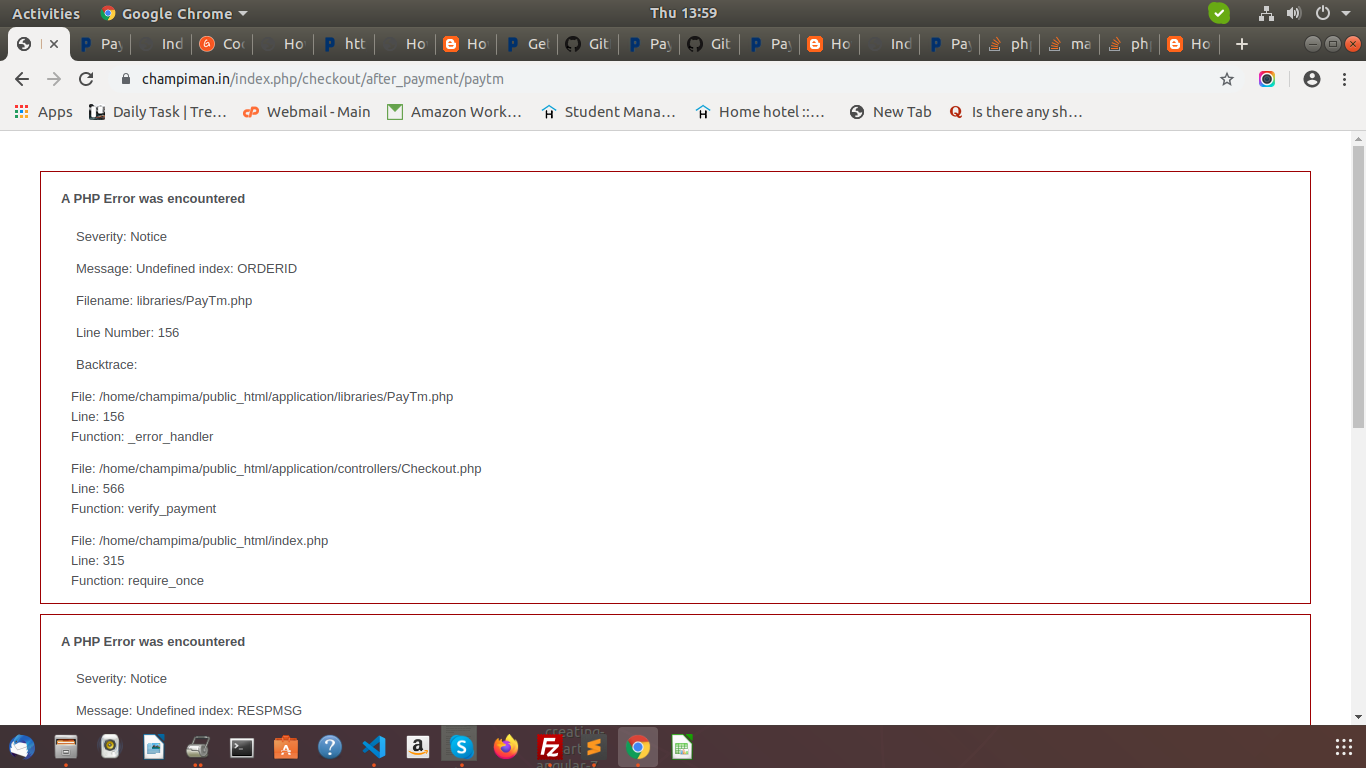 Activities Google Chrome Thu 13:59
Pay Ind Coo Ho htt Ho Ho Get Git Pay Git Pay Ho Ind Pay php ma php Ho
champiman.in/index.php/checkout/after_payment/paytm
Apps Daily Task | Tre… Webmail - Main Amazon Work… Student Mana… Home hotel ::… New Tab Is there any sh…
A PHP Error was encountered
Severity: Notice
Message: Undefined index: ORDERID
Filename: libraries/PayTm.php
Line Number: 156
Backtrace:
File: /home/champima/public_html/application/libraries/PayTm.php
Line: 156
Function: _error_handler
File: /home/champima/public_html/application/controllers/Checkout.php
Line: 566
Function: verify_payment
File: /home/champima/public_html/index.php
Line: 315
Function: require_once
A PHP Error was encountered
Severity: Notice
Message: Undefined index: RESPMSG
creating-
angular-7